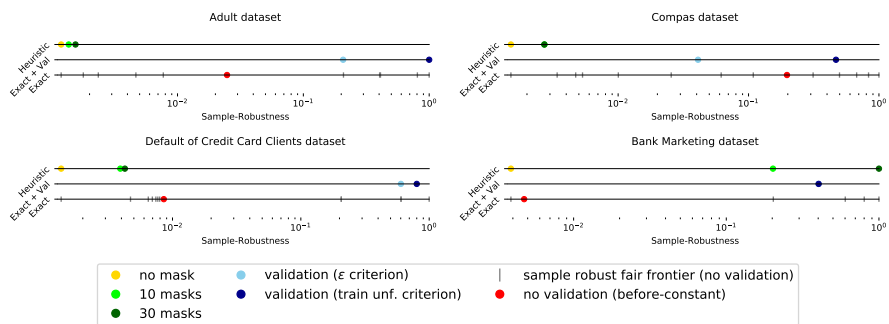 Adult dataset
Heuristic
Exact + Val
Exact
10⁻² 10⁻¹ 10⁰
Sample-Robustness
Compas dataset
Heuristic
Exact + Val
Exact
10⁻² 10⁻¹ 10⁰
Sample-Robustness
Default of Credit Card Clients dataset
Heuristic
Exact + Val
Exact
10⁻² 10⁻¹ 10⁰
Sample-Robustness
Bank Marketing dataset
Heuristic
Exact + Val
Exact
10⁻² 10⁻¹ 10⁰
Sample-Robustness
no mask
10 masks
30 masks
validation (ε criterion)
validation (train unf. criterion)
sample robust fair frontier (no validation)
no validation (before-constant)